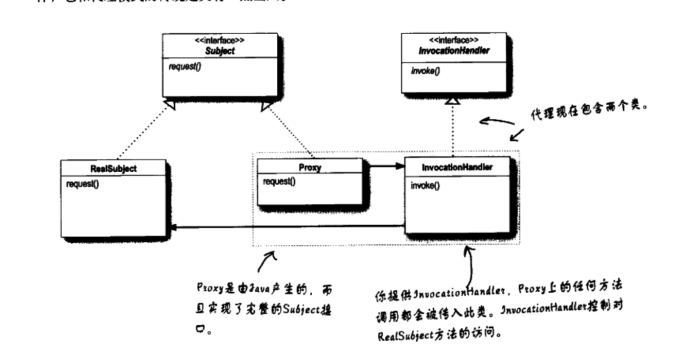 <<interface>>
Subject
request()
<<interface>>
InvocationHandler
invoke()
代理现在包含两个类。
RealSubject
request()
Proxy
request()
InvocationHandler
invoke()
Proxy是由Java产生的，而
且实现了完整的Subject接
口。
你提供InvocationHandler，Proxy上的任何方法
调用都会被传入此类。InvocationHandler控制对
RealSubject方法的访问。